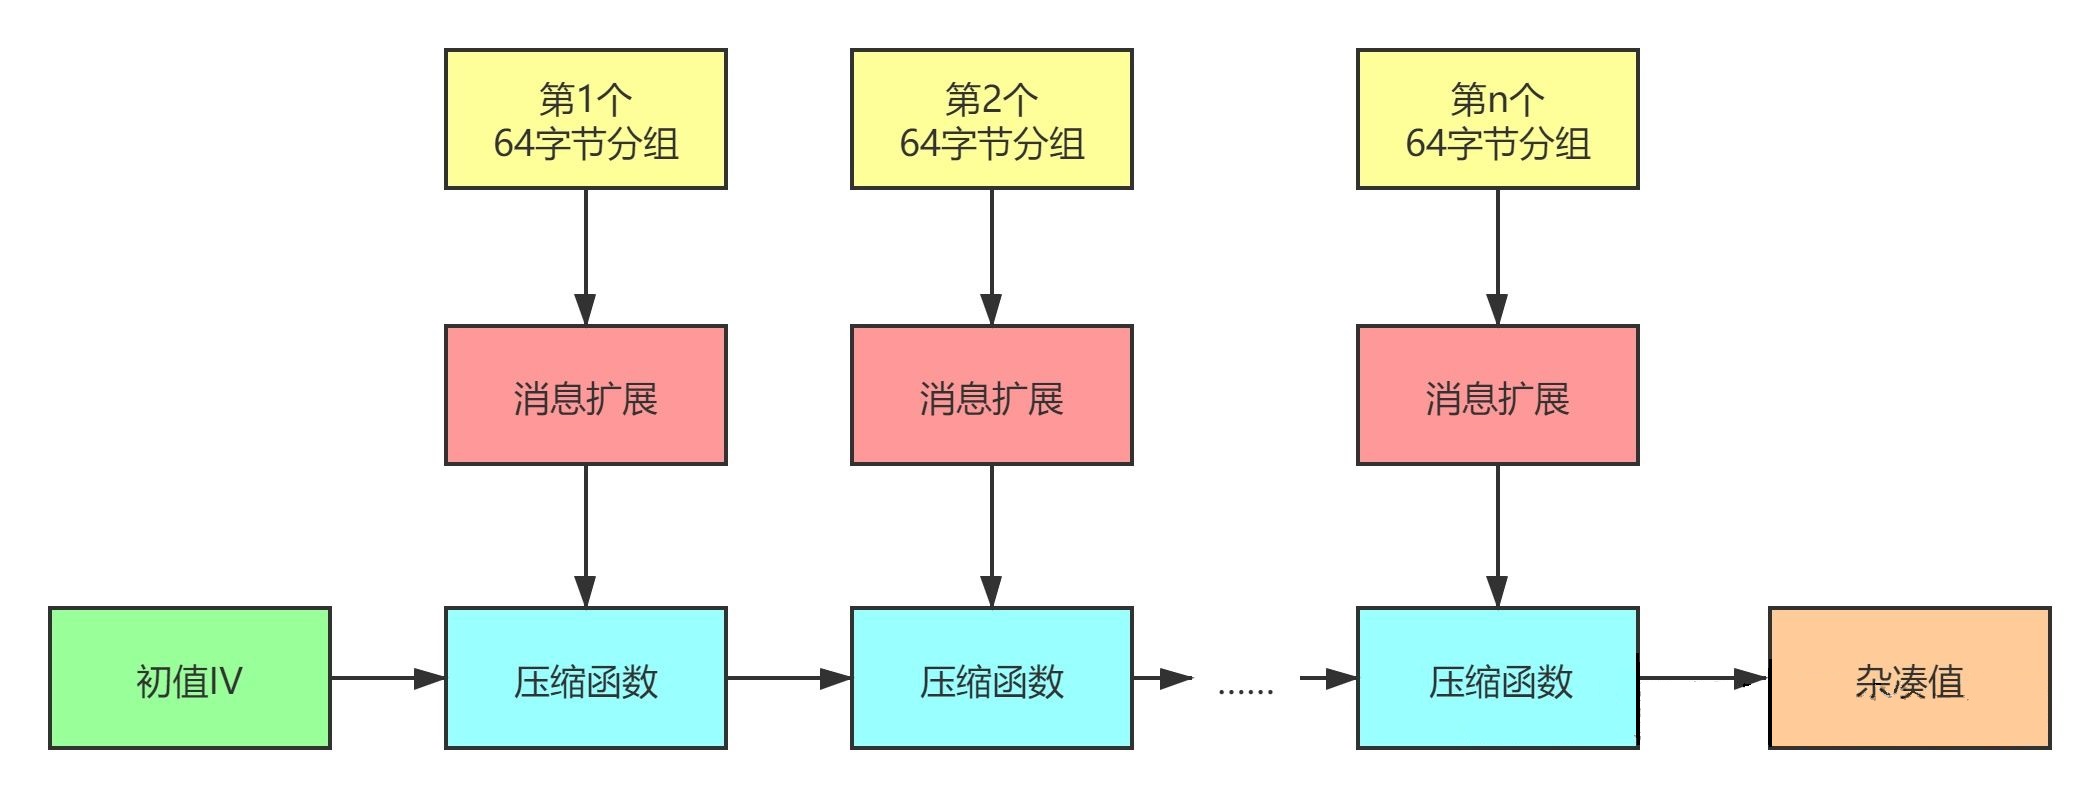 第1个
64字节分组
第2个
64字节分组
第n个
64字节分组
消息扩展
消息扩展
消息扩展
初值IV
压缩函数
压缩函数
......
压缩函数
杂凑值